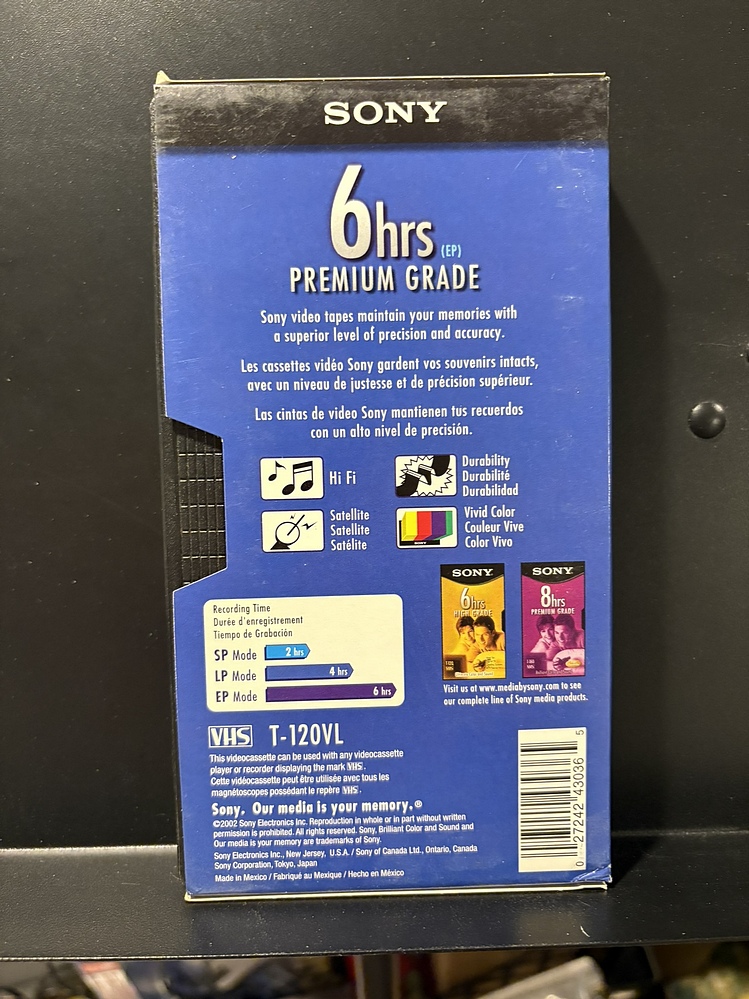 SONY
6hrs (EP)
PREMIUM GRADE
Sony video tapes maintain your memories with
a superior level of precision and accuracy.
Les cassettes vidéo Sony gardent vos souvenirs intacts,
avec un niveau de justesse et de précision supérieur.
Las cintas de video Sony mantienen tus recuerdos
con un alto nivel de precisión.
Hi Fi
Durability
Durabilité
Durabilidad
Satellite
Satellite
Satélite
Vivid Color
Couleur Vive
Color Vivo
SONY
6hrs
HIGH GRADE
SONY
8hrs
PREMIUM GRADE
Visit us at www.mediabysony.com to see
our complete line of Sony media products.
Recording Time
Durée d'enregistrement
Tiempo de Grabación
SP Mode 2 hrs
LP Mode 4 hrs
EP Mode 6 hrs
VHS T-120VL
This videocassette can be used with any videocassette
player or recorder displaying the mark VHS.
Cette vidéocassette peut être utilisée avec tous les
magnétoscopes possédant le repère VHS.
Sony. Our media is your memory.®
©2002 Sony Electronics Inc. Reproduction in whole or in part without written
permission is prohibited. All rights reserved. Sony, Brilliant Color and Sound and
Our media is your memory are trademarks of Sony.
Sony Electronics Inc., New Jersey, U.S.A. / Sony of Canada Ltd., Ontario, Canada
Sony Corporation, Tokyo, Japan
Made in Mexico / Fabriqué au Mexique / Hecho en México
0 27242 43036 5